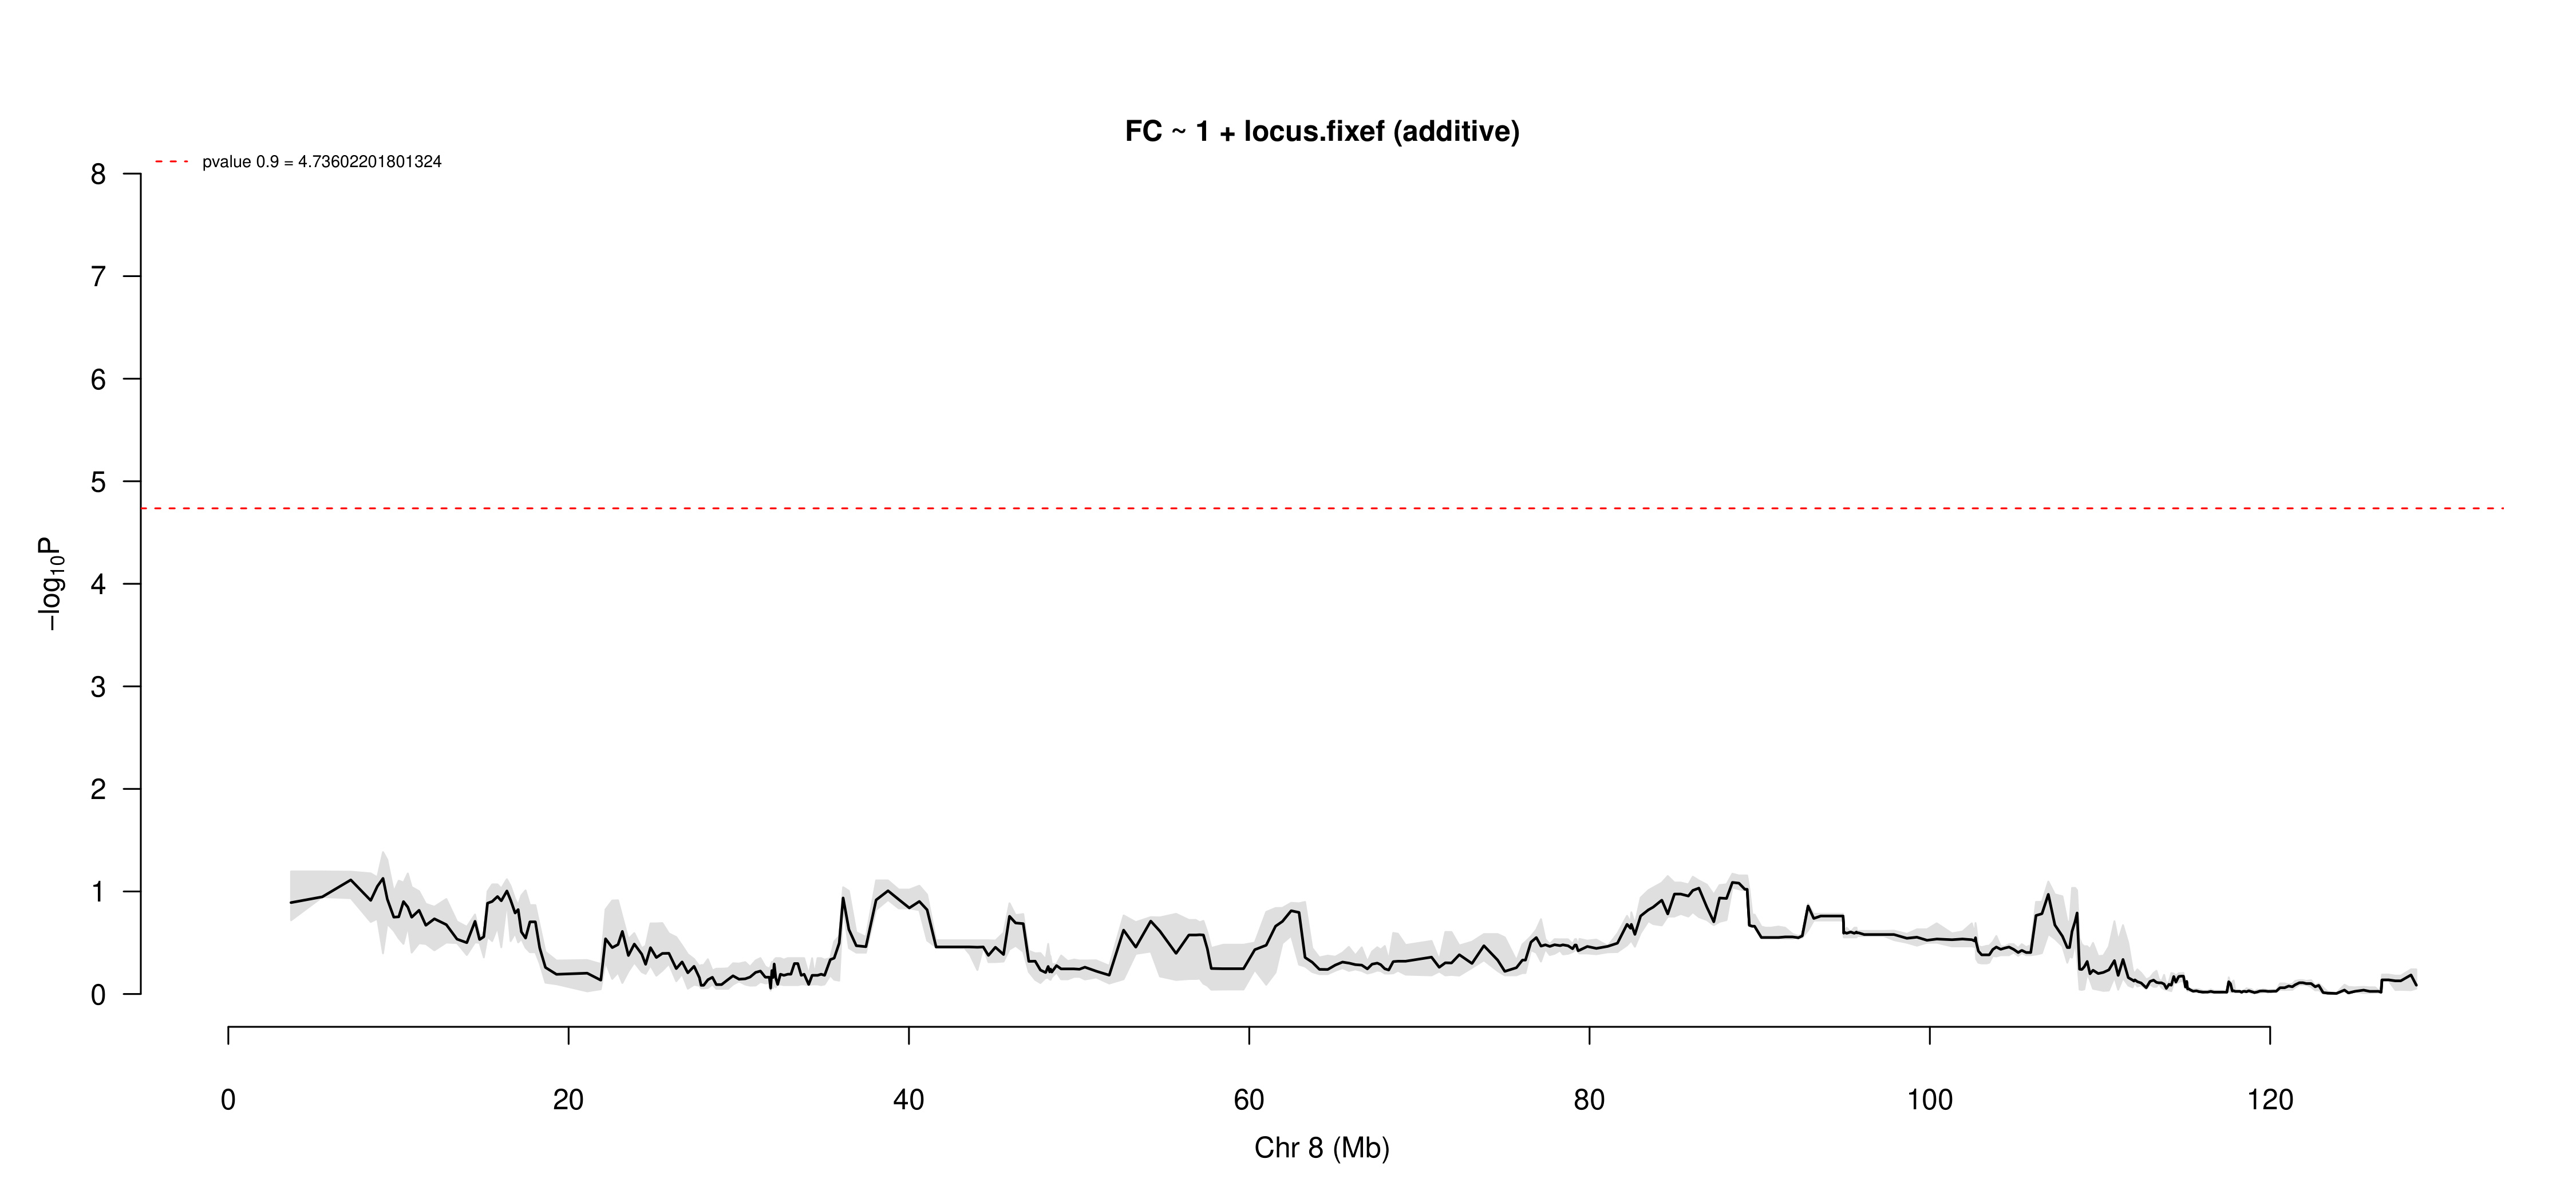 FC ~ 1 + locus.fixef (additive)
pvalue 0.9 = 4.73602201801324
8
7
6
5
4
3
2
1
0
−log10P
0 20 40 60 80 100 120
Chr 8 (Mb)